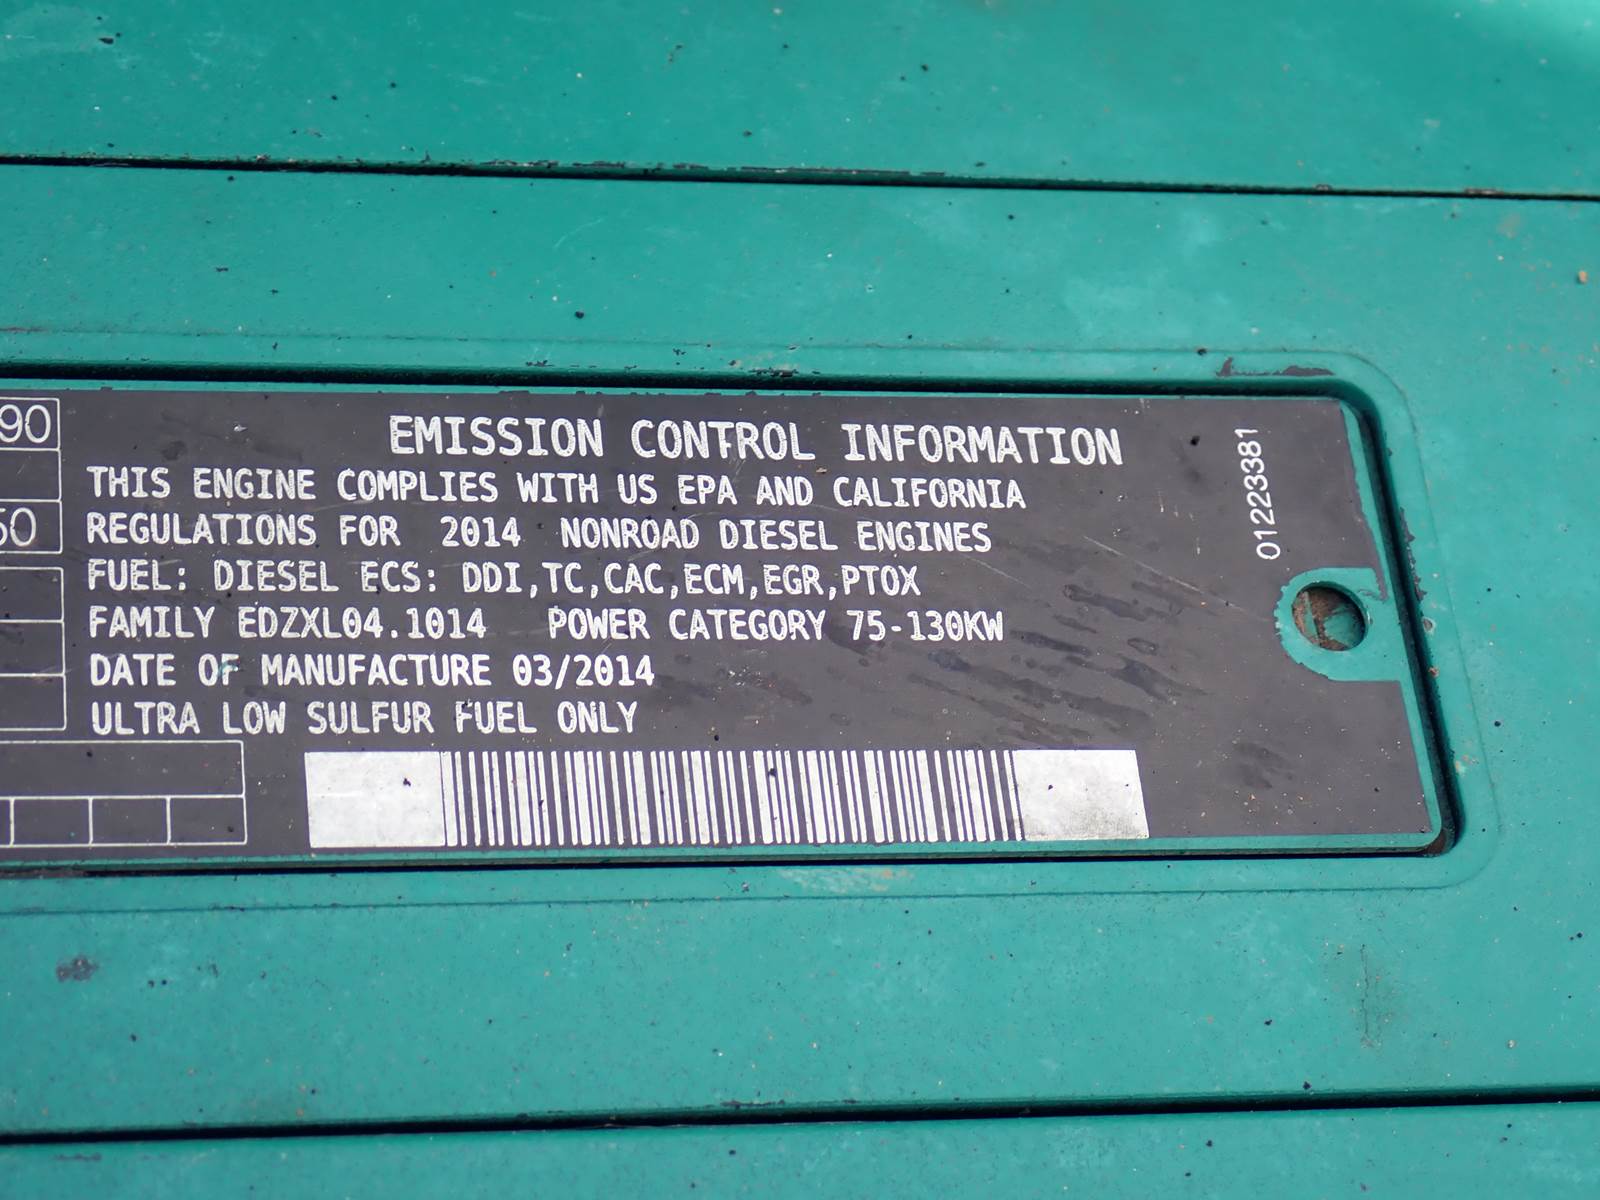 90
50
EMISSION CONTROL INFORMATION
THIS ENGINE COMPLIES WITH US EPA AND CALIFORNIA
REGULATIONS FOR 2014 NONROAD DIESEL ENGINES
FUEL: DIESEL ECS: DDI,TC,CAC,ECM,EGR,PTOX
FAMILY EDZXL04.1014 POWER CATEGORY 75-130KW
DATE OF MANUFACTURE 03/2014
ULTRA LOW SULFUR FUEL ONLY
01223381